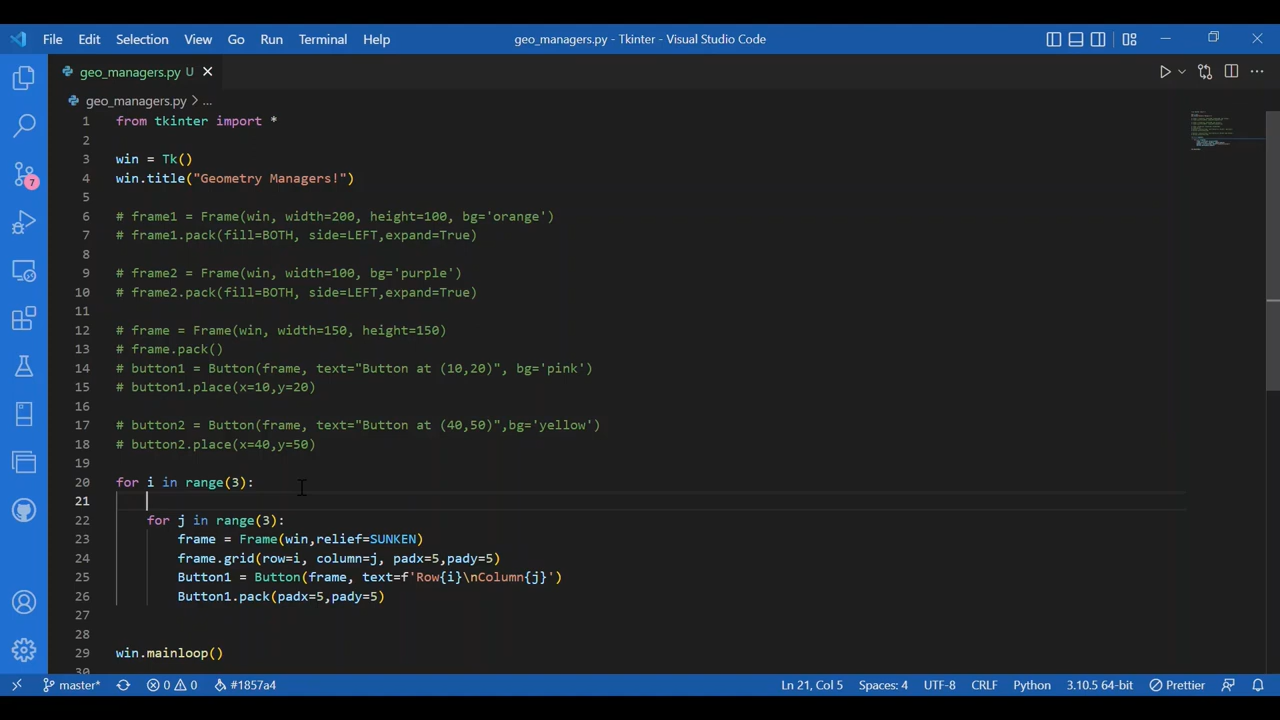 File Edit Selection View Go Run Terminal Help geo_managers.py - Tkinter - Visual Studio Code
geo_managers.py U
geo_managers.py > ...
1 from tkinter import *
2
3 win = Tk()
4 win.title("Geometry Managers!")
5
6 # frame1 = Frame(win, width=200, height=100, bg='orange')
7 # frame1.pack(fill=BOTH, side=LEFT,expand=True)
8
9 # frame2 = Frame(win, width=100, bg='purple')
10 # frame2.pack(fill=BOTH, side=LEFT,expand=True)
11
12 # frame = Frame(win, width=150, height=150)
13 # frame.pack()
14 # button1 = Button(frame, text="Button at (10,20)", bg='pink')
15 # button1.place(x=10,y=20)
16
17 # button2 = Button(frame, text="Button at (40,50)",bg='yellow')
18 # button2.place(x=40,y=50)
19
20 for i in range(3):
21
22 for j in range(3):
23 frame = Frame(win,relief=SUNKEN)
24 frame.grid(row=i, column=j, padx=5,pady=5)
25 Button1 = Button(frame, text=f'Row{i}\nColumn{j}')
26 Button1.pack(padx=5,pady=5)
27
28
29 win.mainloop()
30
7
master* 0 0 #1857a4 Ln 21, Col 5 Spaces: 4 UTF-8 CRLF Python 3.10.5 64-bit Prettier